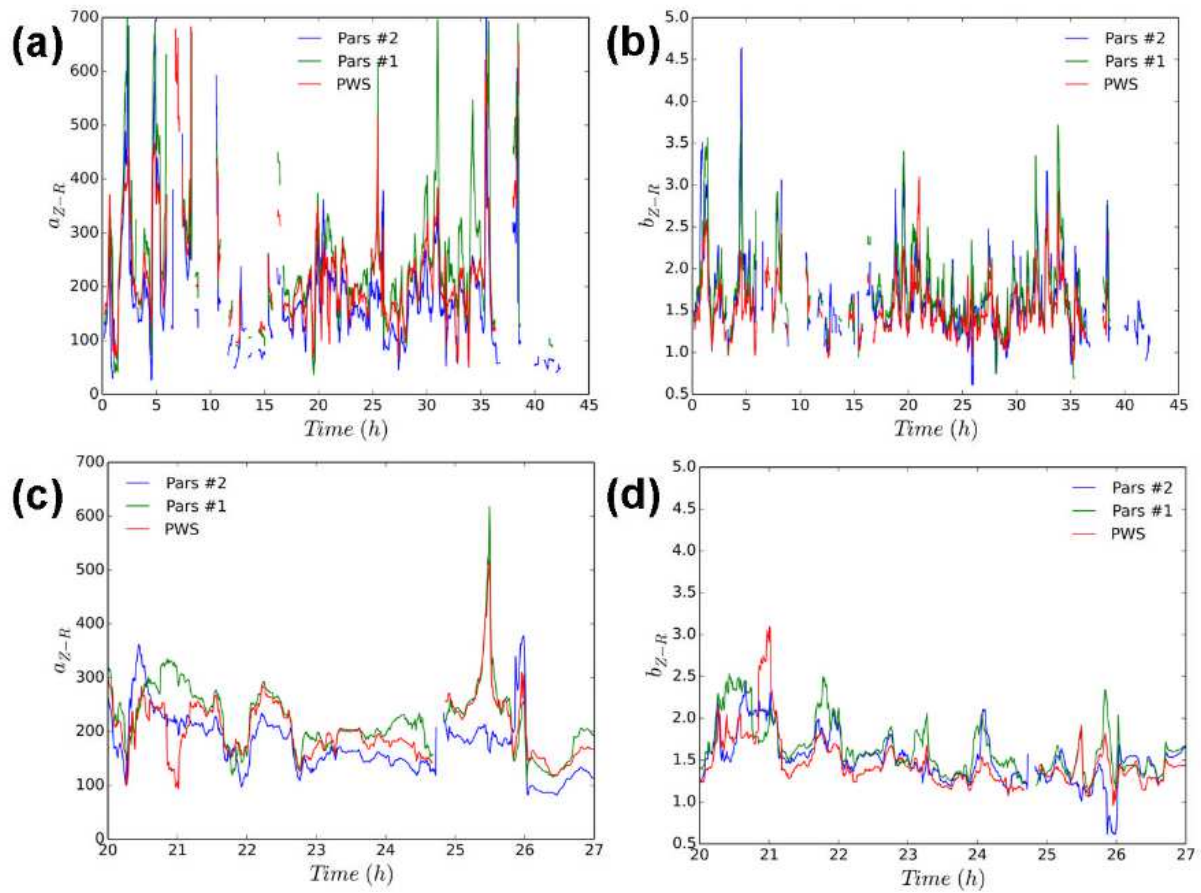 (a)
700
600
500
400
300
200
100
0
a_{Z-R}
Pars #2
Pars #1
PWS
0 5 10 15 20 25 30 35 40 45
Time (h)
(b)
5.0
4.5
4.0
3.5
3.0
2.5
2.0
1.5
1.0
0.5
b_{Z-R}
Pars #2
Pars #1
PWS
0 5 10 15 20 25 30 35 40 45
Time (h)
(c)
700
600
500
400
300
200
100
0
a_{Z-R}
Pars #2
Pars #1
PWS
20 21 22 23 24 25 26 27
Time (h)
(d)
5.0
4.5
4.0
3.5
3.0
2.5
2.0
1.5
1.0
0.5
b_{Z-R}
Pars #2
Pars #1
PWS
20 21 22 23 24 25 26 27
Time (h)